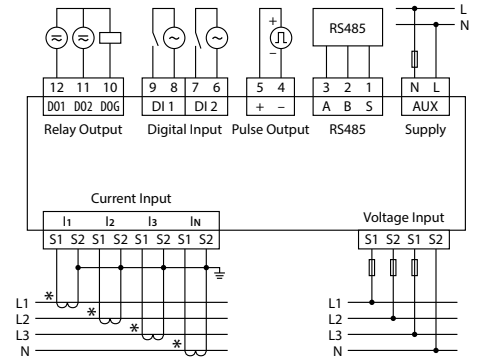 L
N
+
−
RS485
12 11 10 9 8 7 6 5 4 3 2 1 N L
DO1 DO2 DOG DI 1 DI 2 + − A B S AUX
Relay Output Digital Input Pulse Output RS485 Supply
Current Input
I1 I2 I3 IN
S1 S2 S1 S2 S1 S2 S1 S2
Voltage Input
S1 S2 S1 S2
L1 * L1
L2 * L2
L3 * L3
N * N